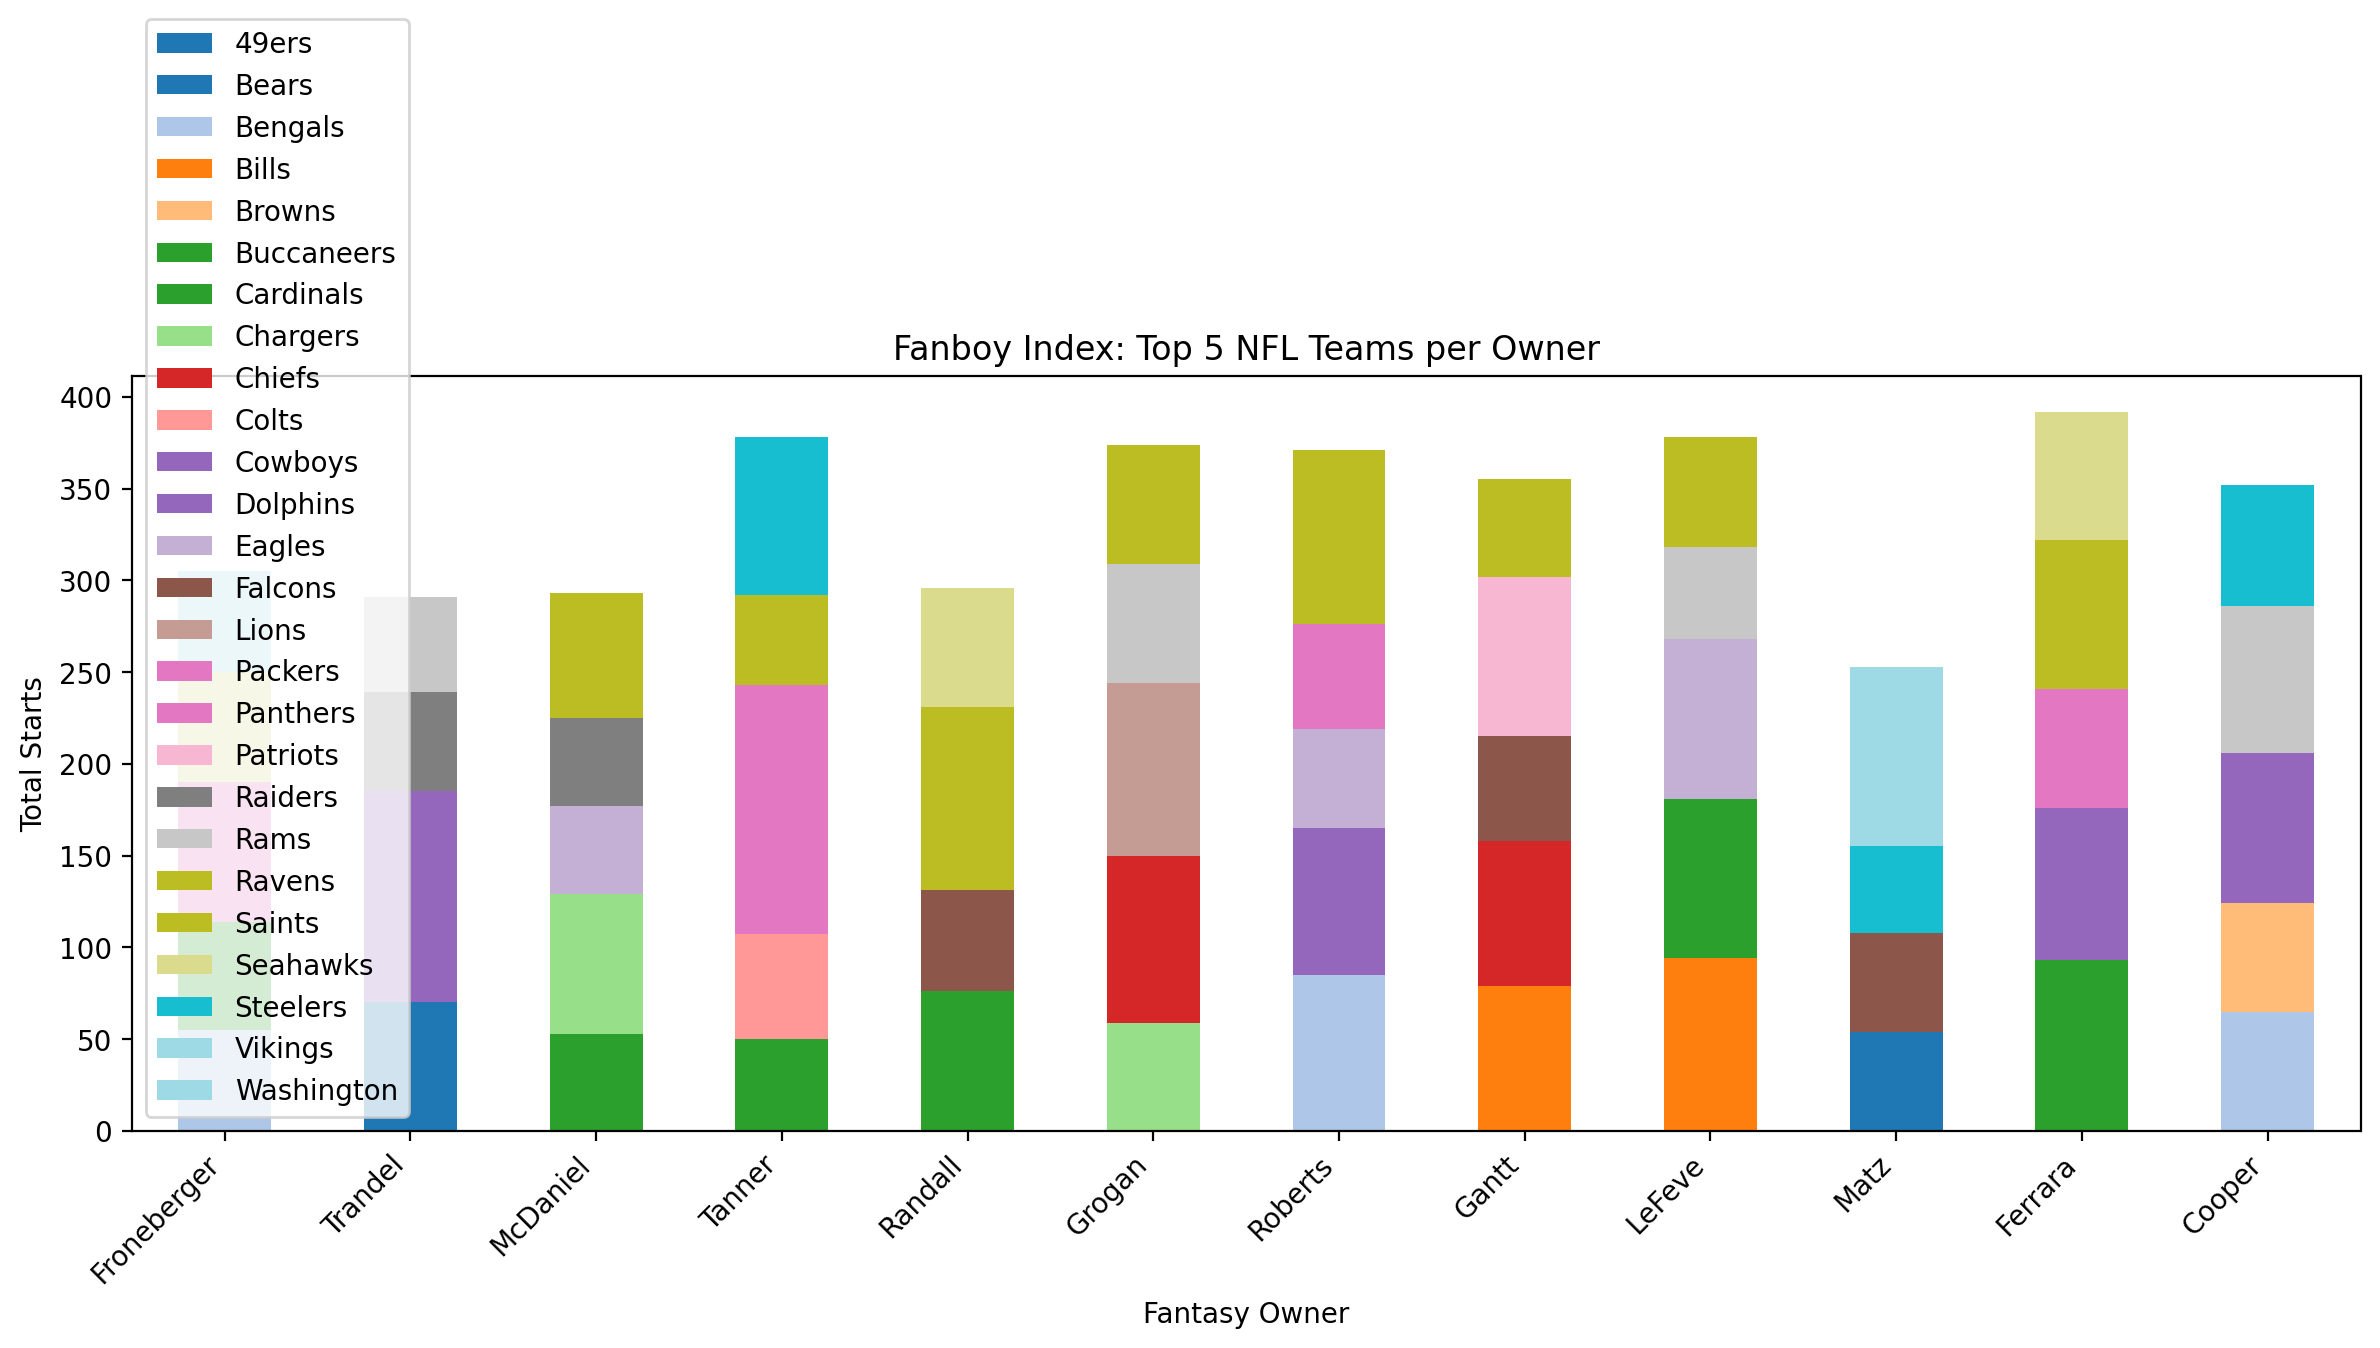 49ers
Bears
Bengals
Bills
Browns
Buccaneers
Cardinals
Chargers
Chiefs
Colts
Cowboys
Dolphins
Eagles
Falcons
Lions
Packers
Panthers
Patriots
Raiders
Rams
Ravens
Saints
Seahawks
Steelers
Vikings
Washington
Fanboy Index: Top 5 NFL Teams per Owner
Total Starts
400
350
300
250
200
150
100
50
0
Froneberger
Trandel
McDaniel
Tanner
Randall
Grogan
Roberts
Gantt
LeFeve
Matz
Ferrara
Cooper
Fantasy Owner